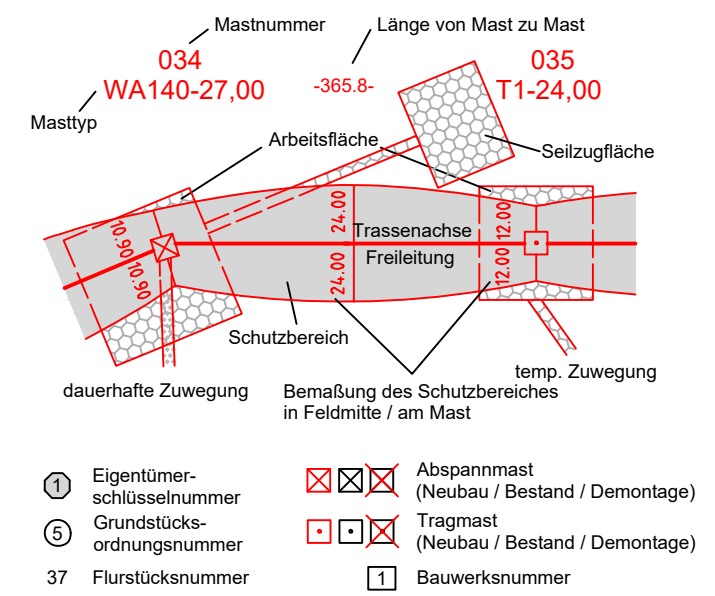 Mastnummer
Länge von Mast zu Mast
034
035
WA140-27,00
-365.8-
T1-24,00
Masttyp
Arbeitsfläche
Seilzugfläche
10.90
24.00
12.00
Trassenachse
Freileitung
10.90
24.00
12.00
Schutzbereich
dauerhafte Zuwegung
temp. Zuwegung
Bemaßung des Schutzbereiches
in Feldmitte / am Mast
1
Eigentümer-
schlüsselnummer
Abspannmast
(Neubau / Bestand / Demontage)
5
Grundstücks-
ordnungsnummer
Tragmast
(Neubau / Bestand / Demontage)
37
Flurstücksnummer
1
Bauwerksnummer